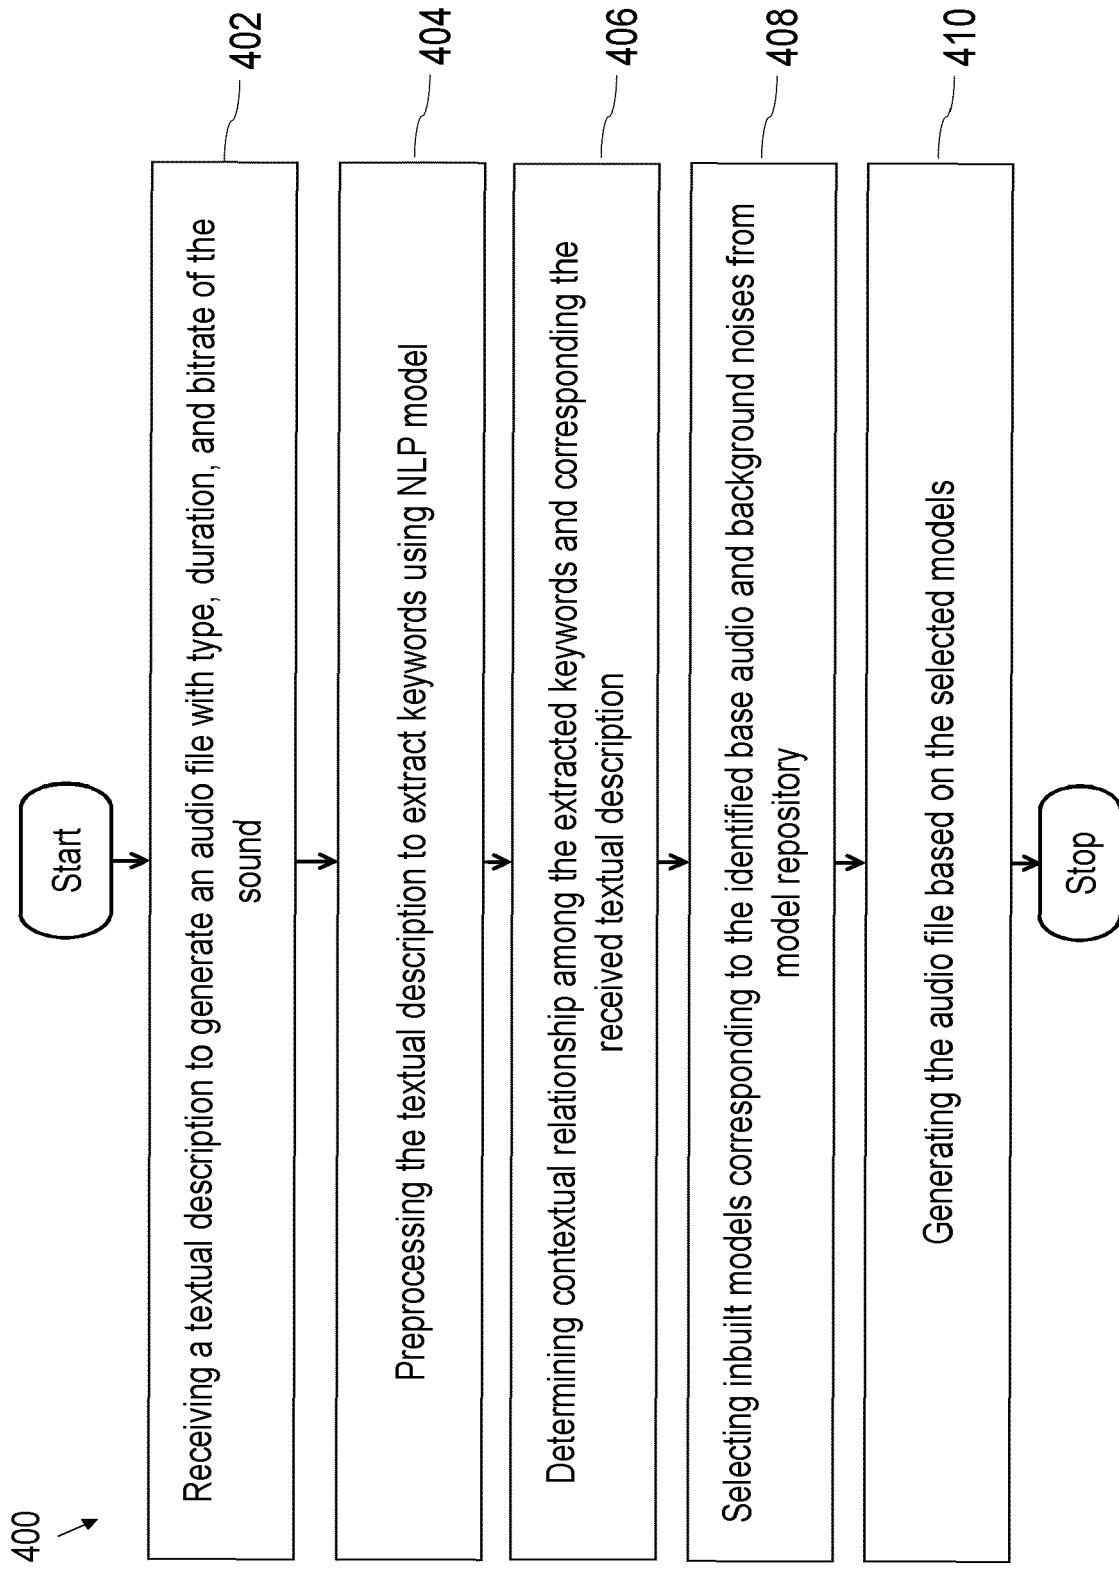 400
Start
Receiving a textual description to generate an audio file with type, duration, and bitrate of the
sound
402
Preprocessing the textual description to extract keywords using NLP model
404
Determining contextual relationship among the extracted keywords and corresponding the
received textual description
406
Selecting inbuilt models corresponding to the identified base audio and background noises from
model repository
408
Generating the audio file based on the selected models
410
Stop